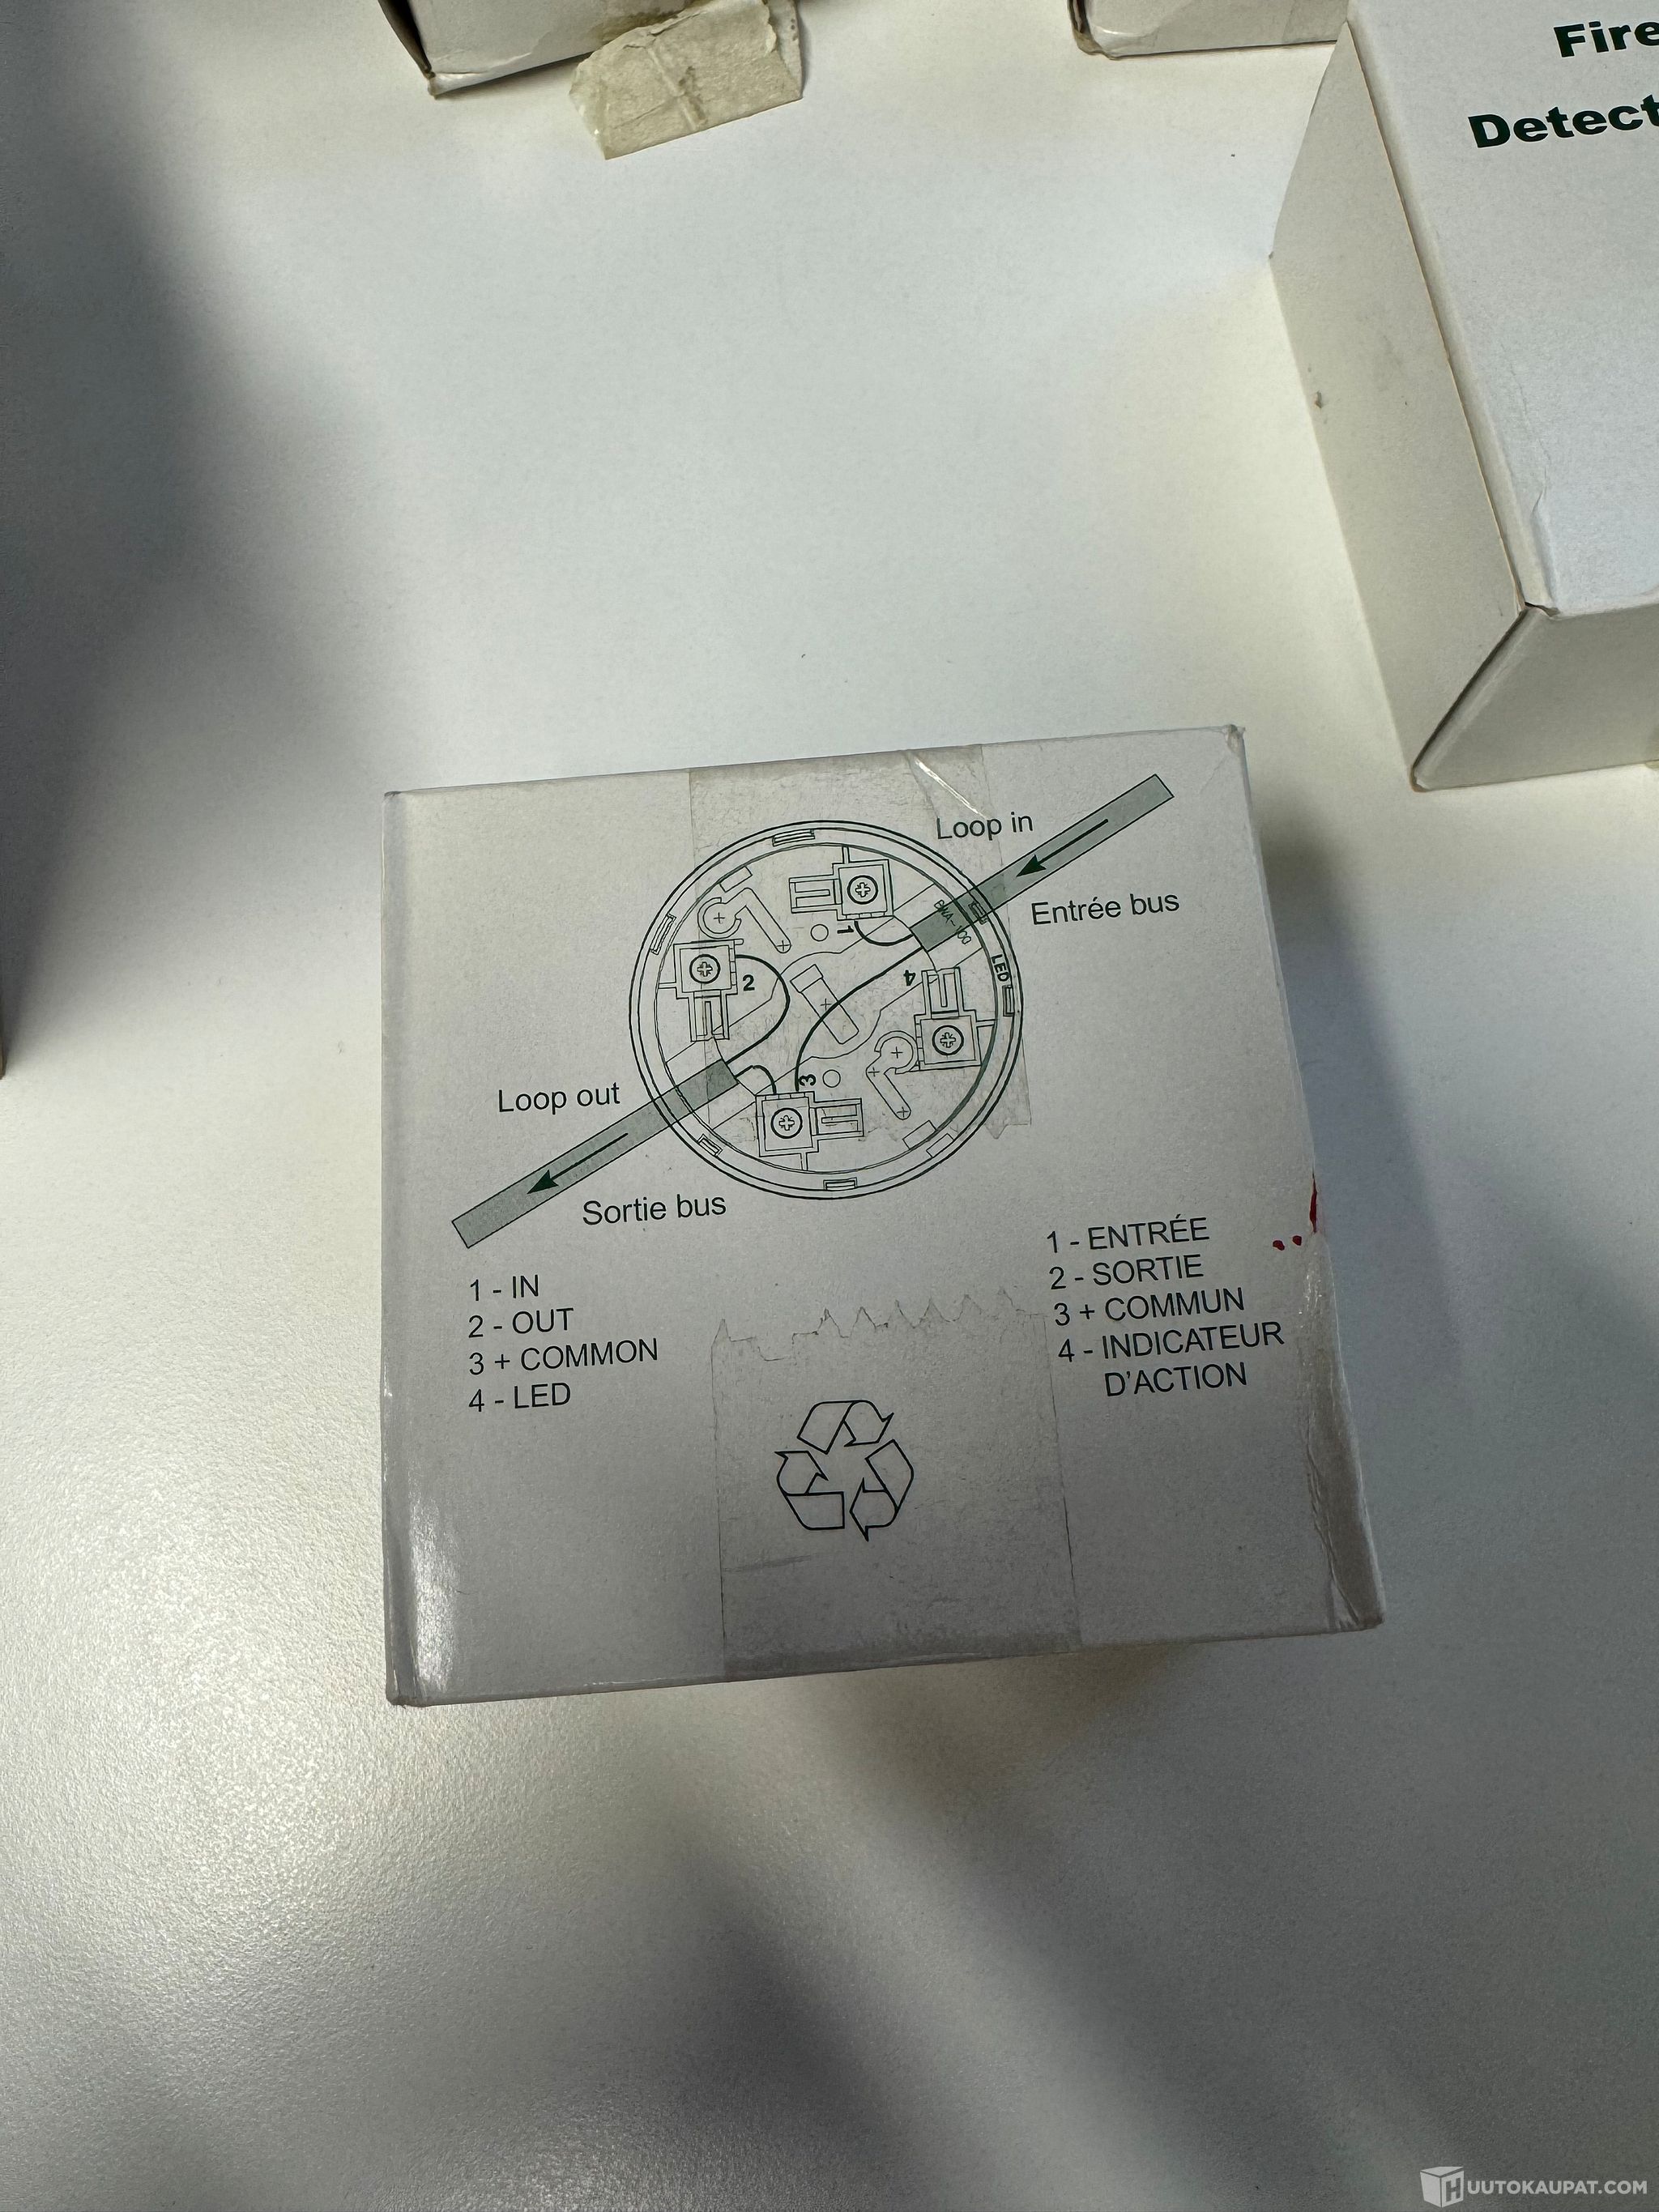 Fire
Detect
Loop in
Entrée bus
1
2
4
LED
3
Loop out
Sortie bus
1 - IN
2 - OUT
3 + COMMON
4 - LED
1 - ENTRÉE
2 - SORTIE
3 + COMMUN
4 - INDICATEUR
D'ACTION
HUUTOKAUPAT.COM